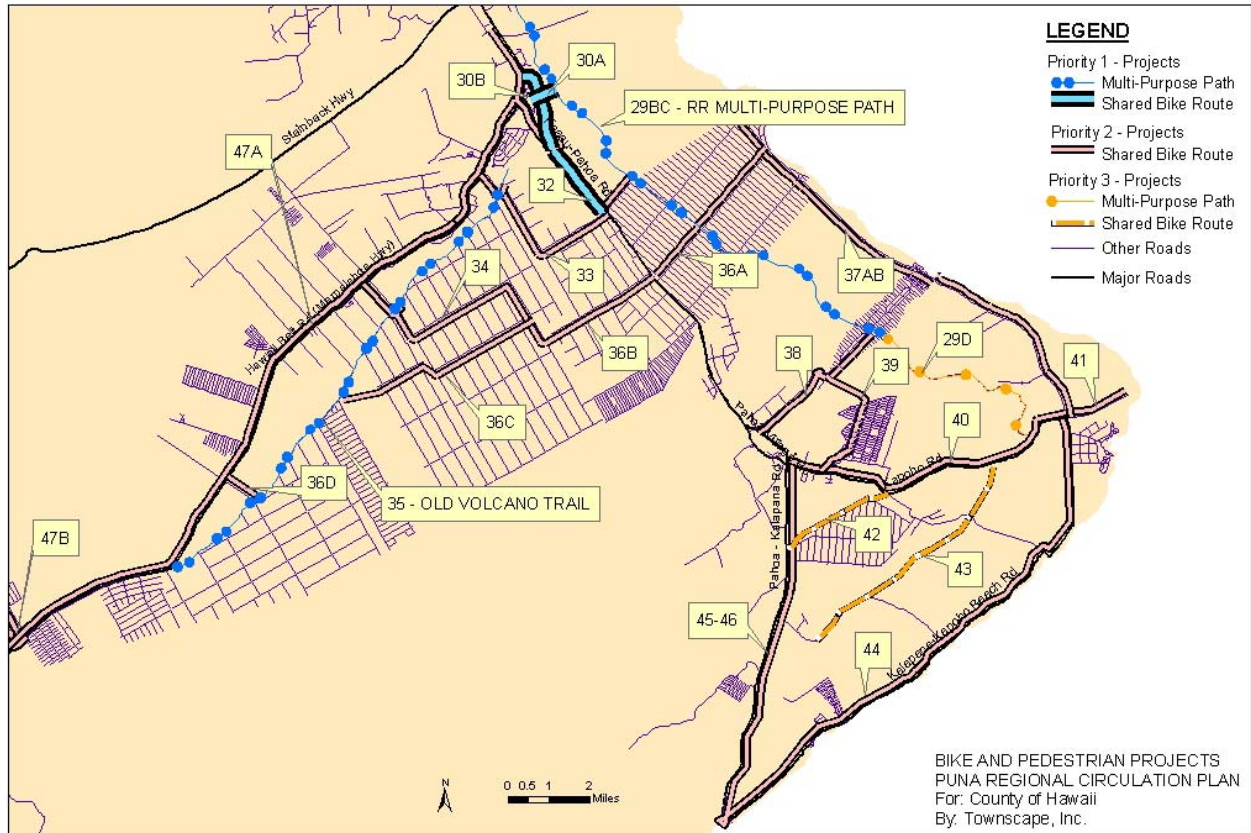 LEGEND
Priority 1 - Projects
Multi-Purpose Path
Shared Bike Route
Priority 2 - Projects
Shared Bike Route
Priority 3 - Projects
Multi-Purpose Path
Shared Bike Route
Other Roads
Major Roads
30A
30B
29BC - RR MULTI-PURPOSE PATH
Stainback Hwy
47A
Keaau-Pahoa Rd
32
Hawaii Belt Rd (Mamalahoa Hwy)
34
33
36A
37AB
36B
38
39
29D
41
36C
40
Kapoho Rd
36D
35 - OLD VOLCANO TRAIL
Pahoa - Kalapana Rd
42
47B
43
45-46
44
Kalapana-Kapoho Beach Rd
N
0 0.5 1 2
Miles
BIKE AND PEDESTRIAN PROJECTS
PUNA REGIONAL CIRCULATION PLAN
For: County of Hawaii
By: Townscape, Inc.